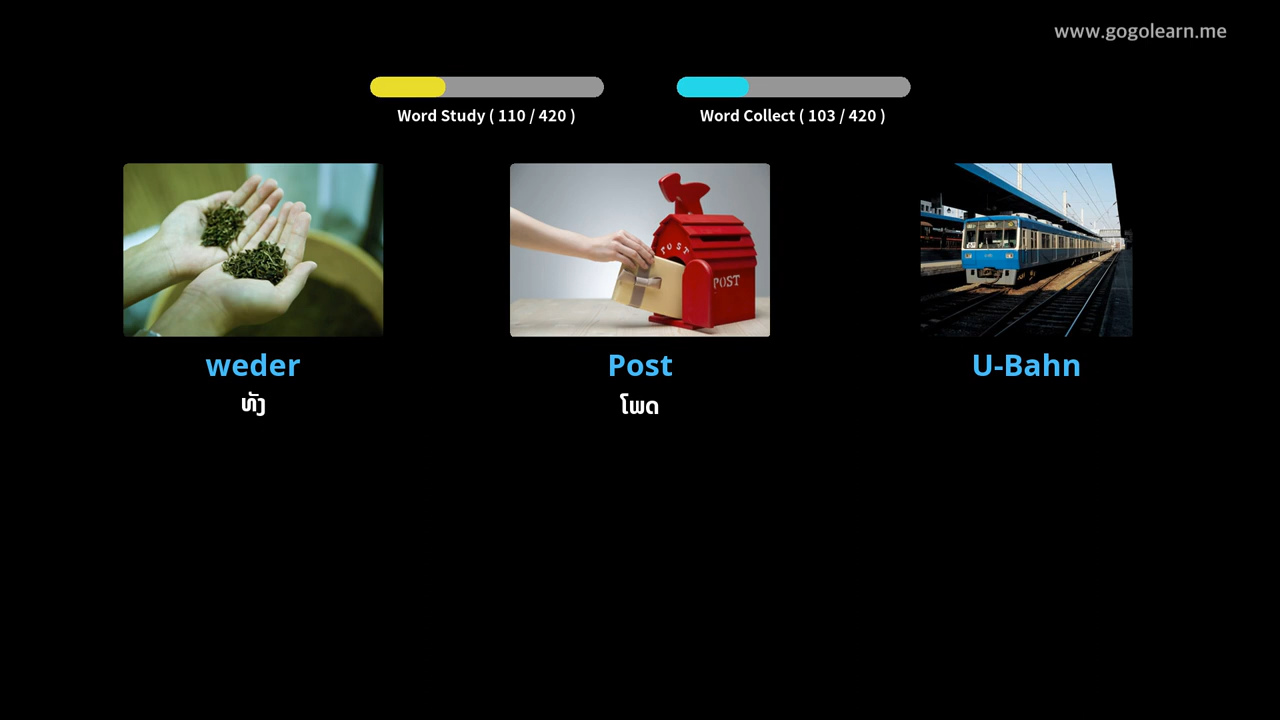 www.gogolearn.me
Word Study ( 110 / 420 )
Word Collect ( 103 / 420 )
POST
POST
weder
Post
U-Bahn
ທັງ
ໂພດ